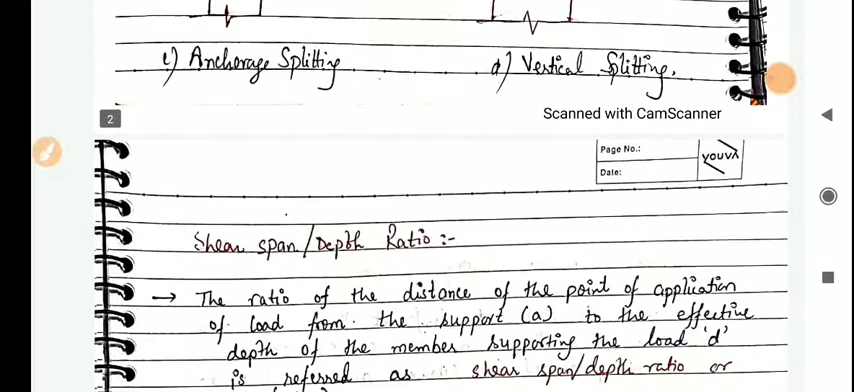 c) Anchorage Splitting
d) Vertical Splitting.
Scanned with CamScanner
2
Page No.:
Date:
YOUVA
Shear span/Depth Ratio :-
→ The ratio of the distance of the point of application
of load from the support (a) to the effective
depth of the member supporting the load 'd'
is referred as shear span/depth ratio or